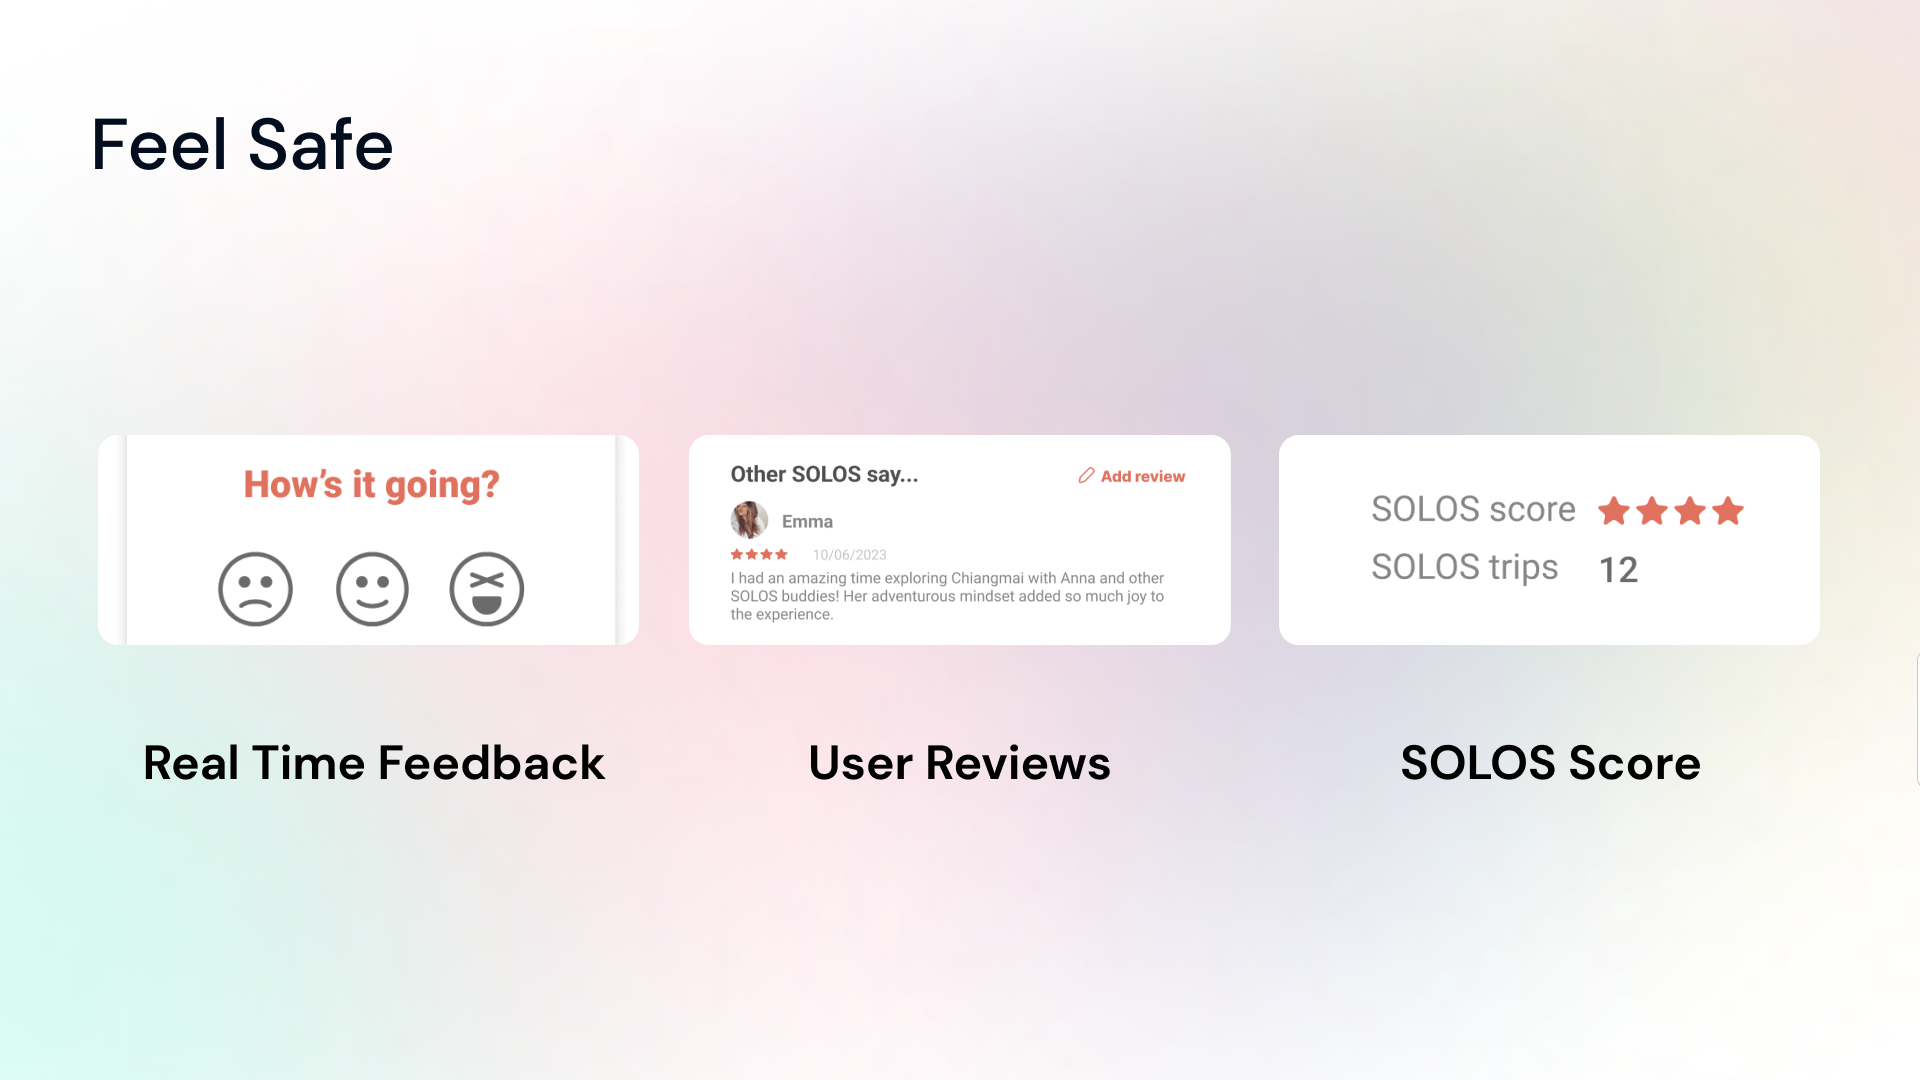 Feel Safe
How's it going?
Other SOLOS say...
Add review
Emma
10/06/2023
I had an amazing time exploring Chiangmai with Anna and other
SOLOS buddies! Her adventurous mindset added so much joy to
the experience.
SOLOS score
SOLOS trips 12
Real Time Feedback
User Reviews
SOLOS Score